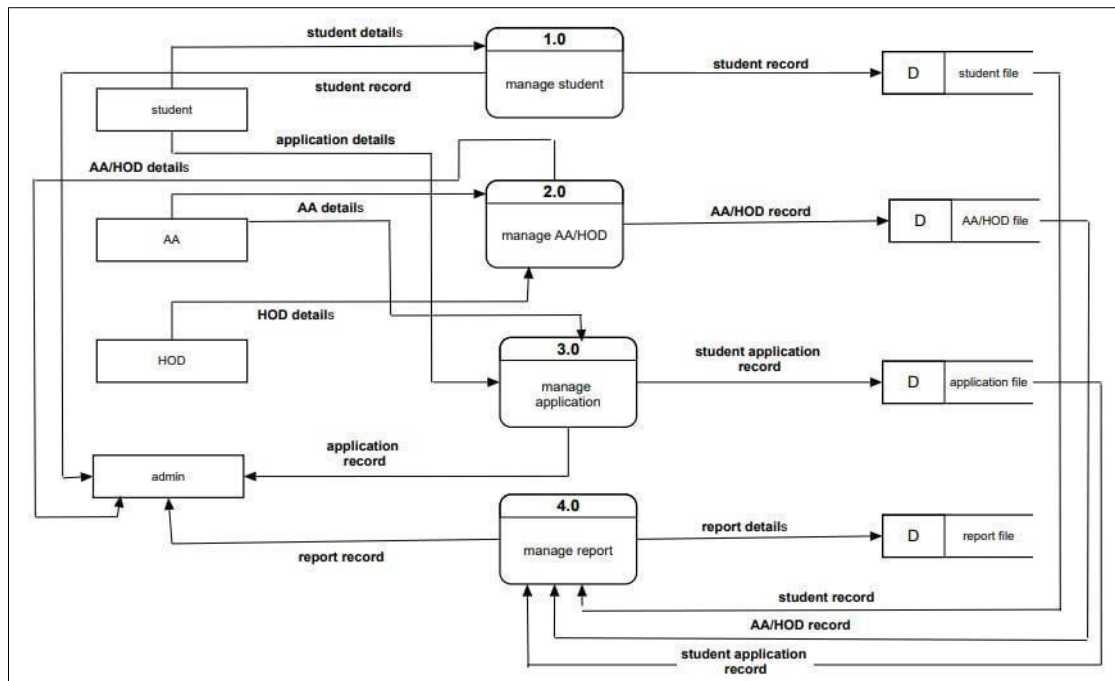 student details
1.0
manage student
student record
student record
D
student file
student
application details
AA/HOD details
2.0
manage AA/HOD
AA details
AA/HOD record
D
AA/HOD file
AA
HOD details
HOD
3.0
manage
application
student application
record
D
application file
application
record
admin
4.0
manage report
report details
D
report file
report record
student record
AA/HOD record
student application
record